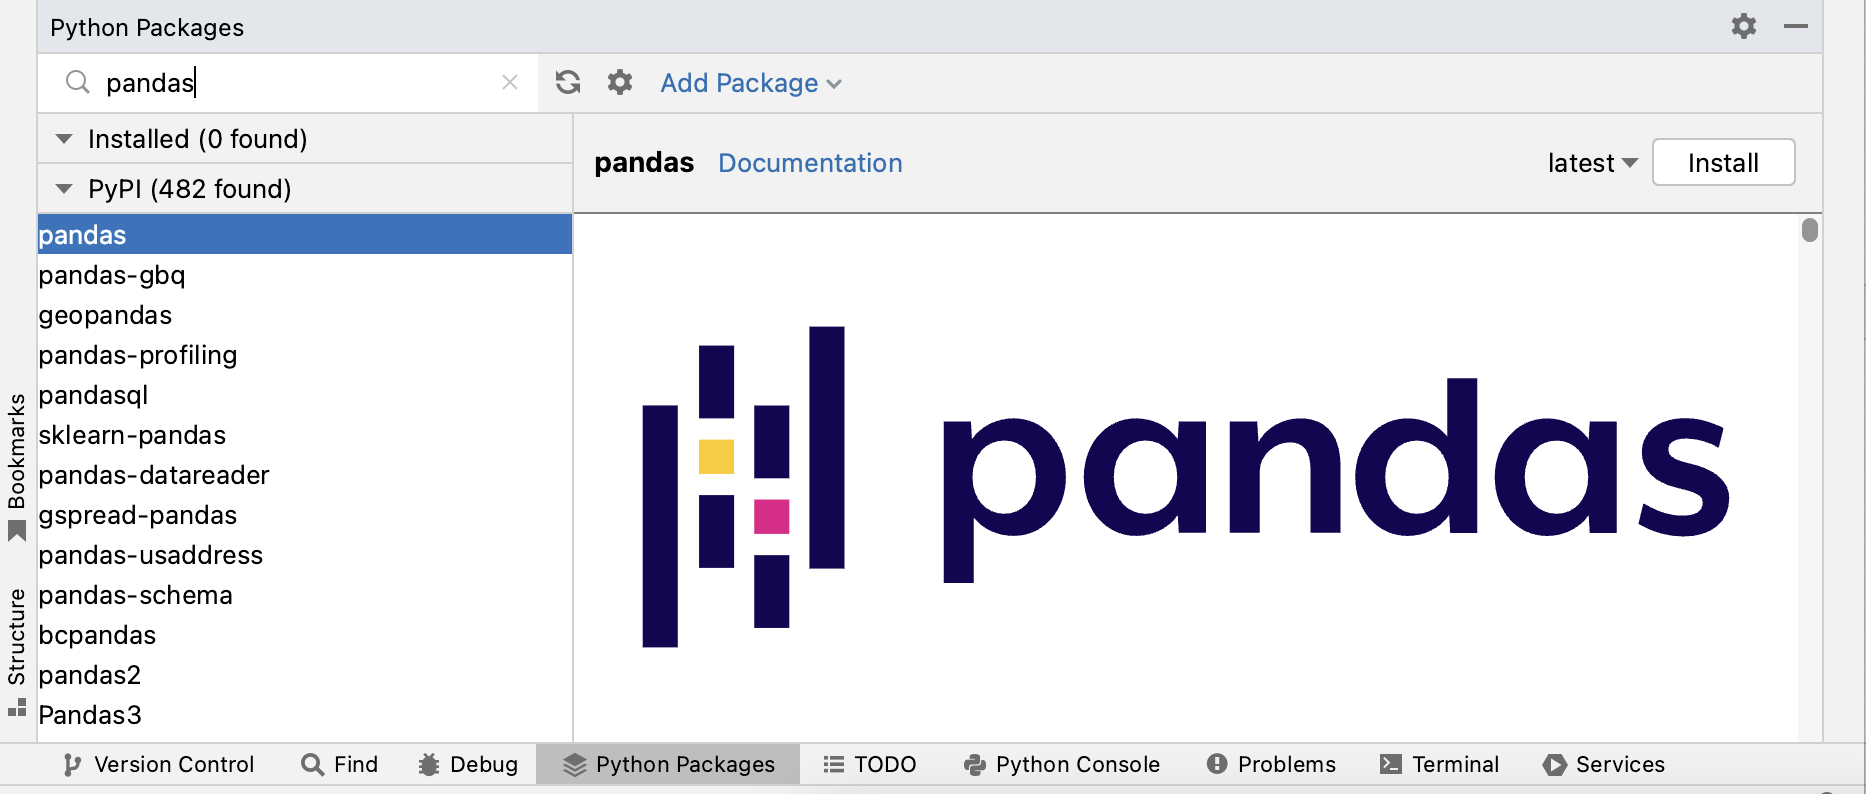 Python Packages
pandas
Add Package
Installed (0 found)
PyPI (482 found)
pandas
pandas-gbq
geopandas
pandas-profiling
pandasql
sklearn-pandas
pandas-datareader
gspread-pandas
pandas-usaddress
pandas-schema
bcpandas
pandas2
Pandas3
pandas Documentation
latest
Install
pandas
Bookmarks
Structure
Version Control
Find
Debug
Python Packages
TODO
Python Console
Problems
Terminal
Services